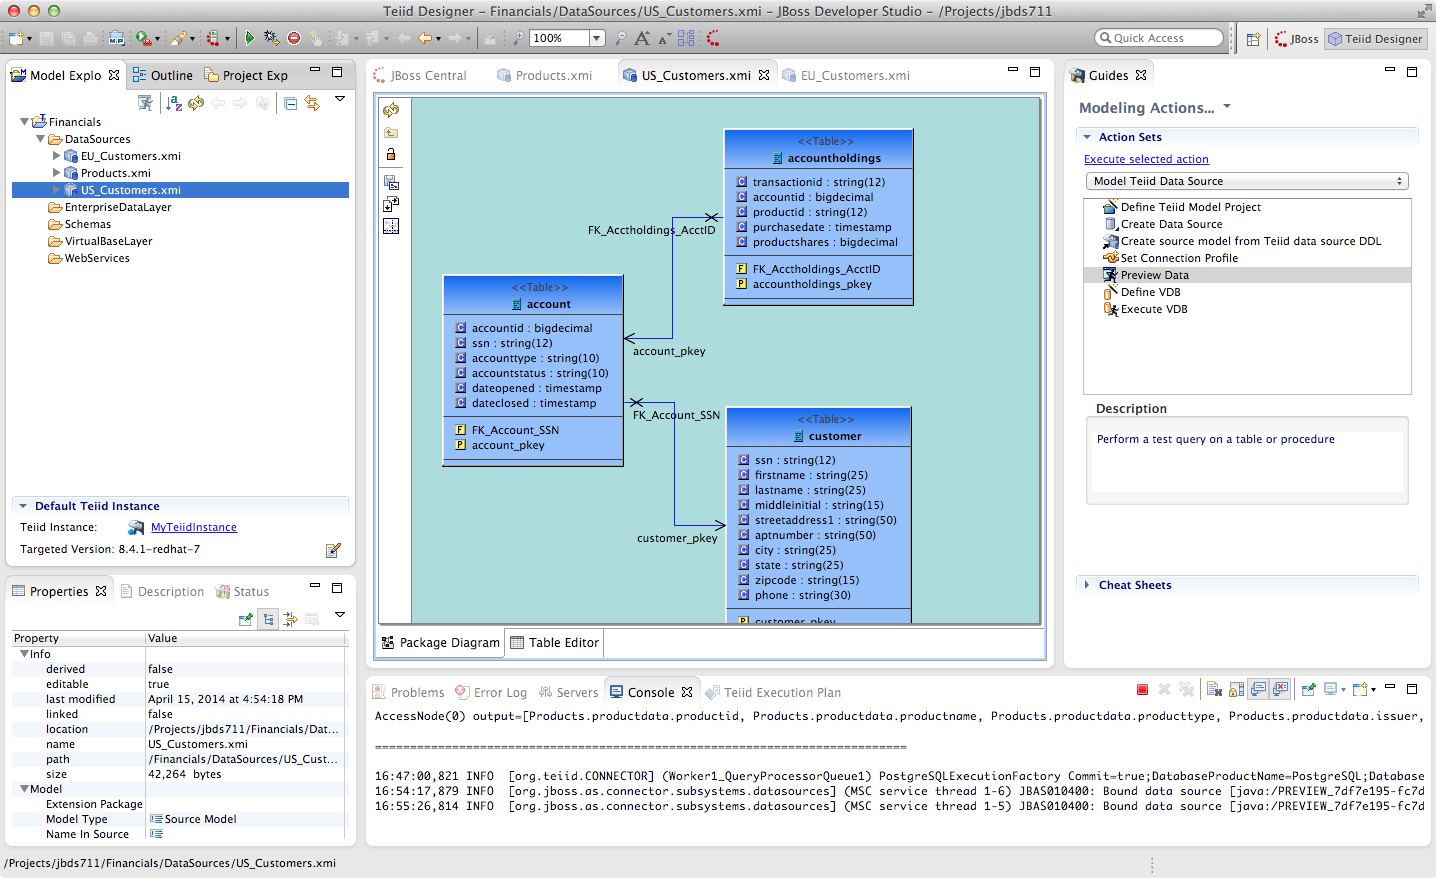 Teiid Designer – Financials/DataSources/US_Customers.xmi – JBoss Developer Studio – /Projects/jbds711
100%
Quick Access
JBoss
Teiid Designer
Model Explo
Outline
Project Exp
Financials
DataSources
EU_Customers.xmi
Products.xmi
US_Customers.xmi
EnterpriseDataLayer
Schemas
VirtualBaseLayer
WebServices
Default Teiid Instance
Teiid Instance: MyTeiidInstance
Targeted Version: 8.4.1-redhat-7
Properties
Description
Status
Property Value
Info
derived false
editable true
last modified April 15, 2014 at 4:54:18 PM
linked false
location /Projects/jbds711/Financials/Dat...
name US_Customers.xmi
path /Financials/DataSources/US_Cust...
size 42,264 bytes
Model
Extension Package
Model Type Source Model
Name In Source
JBoss Central
Products.xmi
US_Customers.xmi
EU_Customers.xmi
<<Table>>
accountholdings
transactionid : string(12)
accountid : bigdecimal
productid : string(12)
purchasedate : timestamp
productshares : bigdecimal
FK_Acctholdings_AcctID
accountholdings_pkey
FK_Acctholdings_AcctID
account_pkey
<<Table>>
account
accountid : bigdecimal
ssn : string(12)
accounttype : string(10)
accountstatus : string(10)
dateopened : timestamp
dateclosed : timestamp
FK_Account_SSN
account_pkey
FK_Account_SSN
customer_pkey
<<Table>>
customer
ssn : string(12)
firstname : string(25)
lastname : string(25)
middleinitial : string(15)
streetaddress1 : string(50)
aptnumber : string(50)
city : string(25)
state : string(25)
zipcode : string(15)
phone : string(30)
customer_pkey
Package Diagram
Table Editor
Guides
Modeling Actions...
Action Sets
Execute selected action
Model Teiid Data Source
Define Teiid Model Project
Create Data Source
Create source model from Teiid data source DDL
Set Connection Profile
Preview Data
Define VDB
Execute VDB
Description
Perform a test query on a table or procedure
Cheat Sheets
Problems
Error Log
Servers
Console
Teiid Execution Plan
AccessNode(0) output=[Products.productdata.productid, Products.productdata.productname, Products.productdata.producttype, Products.productdata.issuer,
============================================================================
16:47:00,821 INFO [org.teiid.CONNECTOR] (Worker1_QueryProcessorQueue1) PostgreSQLExecutionFactory Commit=true;DatabaseProductName=PostgreSQL;Database
16:54:17,879 INFO [org.jboss.as.connector.subsystems.datasources] (MSC service thread 1-6) JBAS010400: Bound data source [java:/PREVIEW_7df7e195-fc7d
16:55:26,814 INFO [org.jboss.as.connector.subsystems.datasources] (MSC service thread 1-5) JBAS010400: Bound data source [java:/PREVIEW_7df7e195-fc7d
/Projects/jbds711/Financials/DataSources/US_Customers.xmi